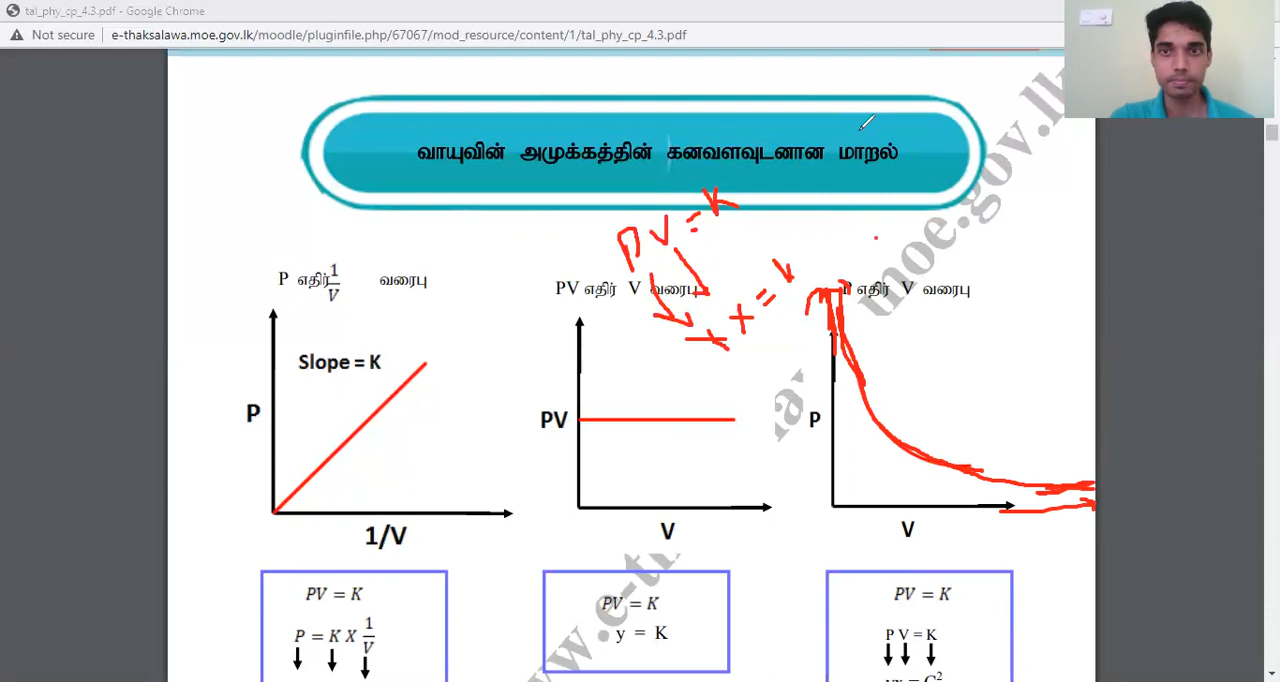 tal_phy_cp_4.3.pdf - Google Chrome
Not secure
e-thaksalawa.moe.gov.lk/moodle/pluginfile.php/67067/mod_resource/content/1/tal_phy_cp_4.3.pdf
வாயுவின் அமுக்கத்தின் கனவளவுடனான மாறல்
PV = K
P எதிர் 1/V வரைபு
PV எதிர் V வரைபு
P எதிர் V வரைபு
Slope = K
P
1/V
PV
V
P
V
PV = K
P = K X 1/V
PV = K
y = K
PV = K
P V = K
yx = C²
moe.gov.lk